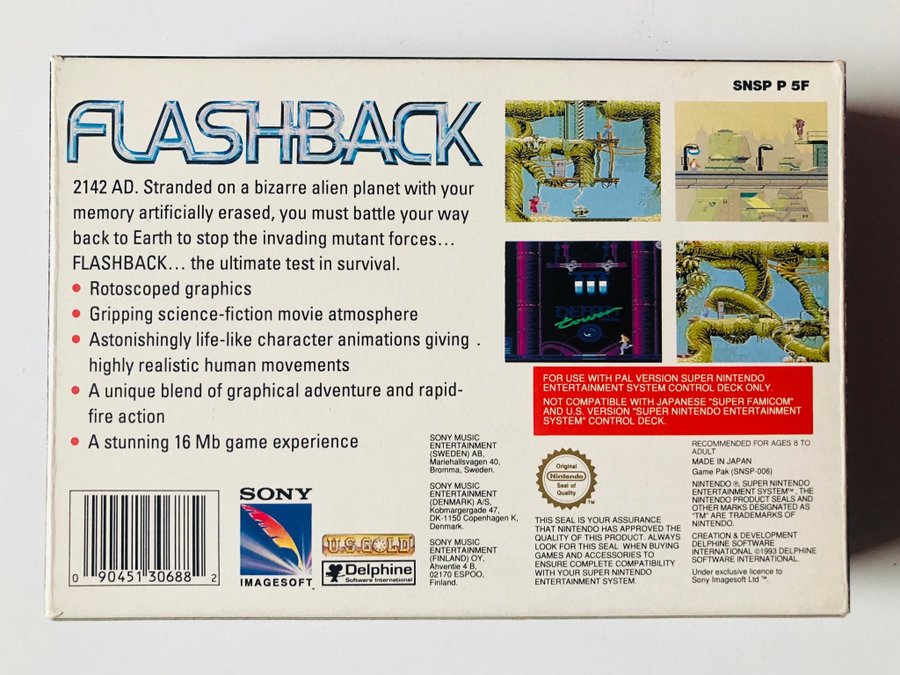 SNSP P 5F
FLASHBACK
2142 AD. Stranded on a bizarre alien planet with your
memory artificially erased, you must battle your way
back to Earth to stop the invading mutant forces...
FLASHBACK... the ultimate test in survival.
• Rotoscoped graphics
• Gripping science-fiction movie atmosphere
• Astonishingly life-like character animations giving .
highly realistic human movements
• A unique blend of graphical adventure and rapid-
fire action
• A stunning 16 Mb game experience
tower
FOR USE WITH PAL VERSION SUPER NINTENDO
ENTERTAINMENT SYSTEM CONTROL DECK ONLY.
NOT COMPATIBLE WITH JAPANESE "SUPER FAMICOM"
AND U.S. VERSION "SUPER NINTENDO ENTERTAINMENT
SYSTEM" CONTROL DECK.
0 90451 30688 2
SONY
IMAGESOFT
U.S. GOLD
Delphine
Software International
SONY MUSIC
ENTERTAINMENT
(SWEDEN) AB,
Mariehallsvagen 40,
Bromma, Sweden.
SONY MUSIC
ENTERTAINMENT
(DENMARK) A/S,
Kobmargergade 47,
DK-1150 Copenhagen K,
Denmark.
SONY MUSIC
ENTERTAINMENT
(FINLAND) OY,
Ahventie 4 B,
02170 ESPOO,
Finland.
Original
Nintendo
Seal of
Quality
TM
THIS SEAL IS YOUR ASSURANCE
THAT NINTENDO HAS APPROVED THE
QUALITY OF THIS PRODUCT. ALWAYS
LOOK FOR THIS SEAL WHEN BUYING
GAMES AND ACCESSORIES TO
ENSURE COMPLETE COMPATIBILITY
WITH YOUR SUPER NINTENDO
ENTERTAINMENT SYSTEM.
RECOMMENDED FOR AGES 8 TO
ADULT
MADE IN JAPAN
Game Pak (SNSP-006)
NINTENDO ®, SUPER NINTENDO
ENTERTAINMENT SYSTEM™, THE
NINTENDO PRODUCT SEALS AND
OTHER MARKS DESIGNATED AS
"TM" ARE TRADEMARKS OF
NINTENDO.
CREATION & DEVELOPMENT
DELPHINE SOFTWARE
INTERNATIONAL ©1993 DELPHINE
SOFTWARE INTERNATIONAL.
Under exclusive licence to
Sony Imagesoft Ltd ™.